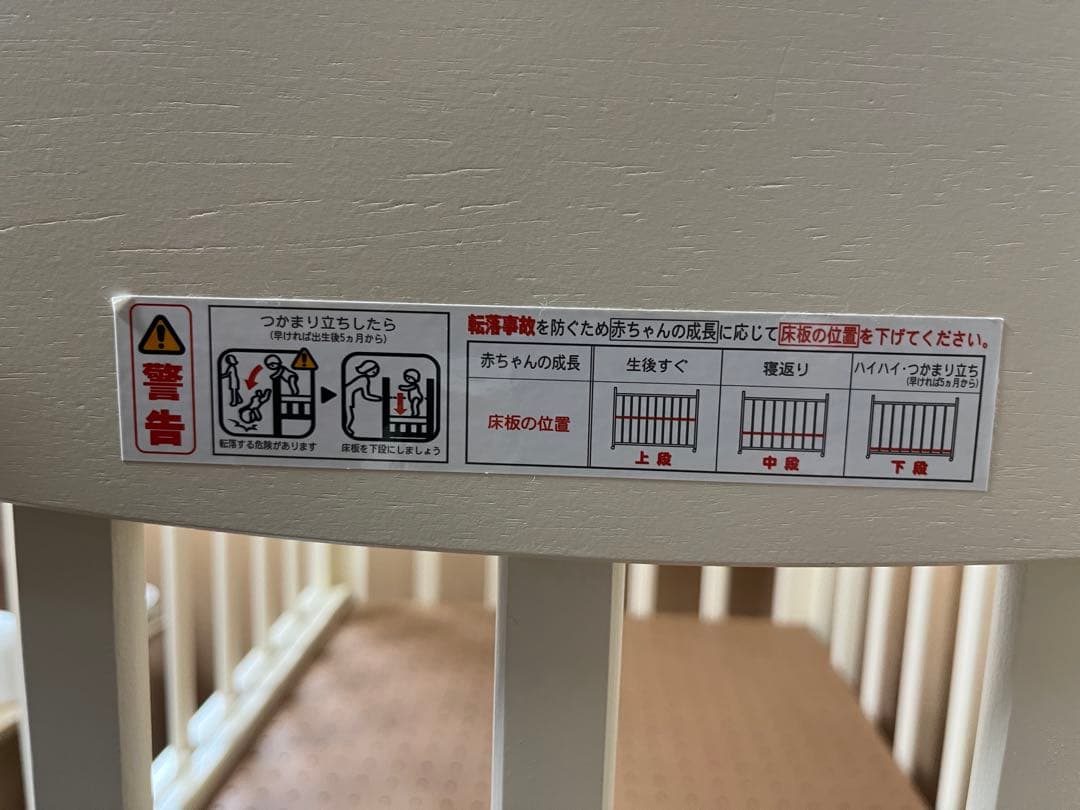 警告
つかまり立ちしたら
(早ければ出生後5ヵ月から)
転落する危険があります
床板を下段にしましょう
転落事故を防ぐため赤ちゃんの成長に応じて床板の位置を下げてください。
赤ちゃんの成長 生後すぐ 寝返り ハイハイ・つかまり立ち
(早ければ5ヵ月から)
床板の位置 上段 中段 下段